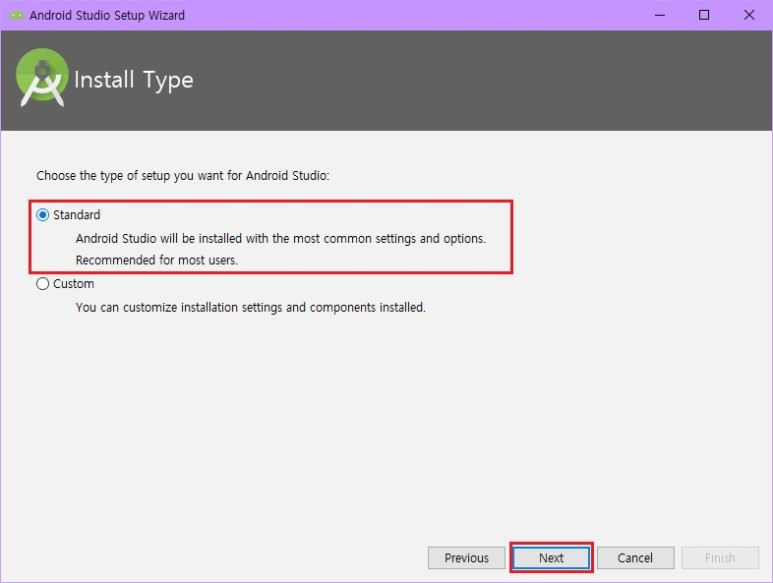 Android Studio Setup Wizard
Install Type
Choose the type of setup you want for Android Studio:
Standard
Android Studio will be installed with the most common settings and options.
Recommended for most users.
Custom
You can customize installation settings and components installed.
Previous Next Cancel Finish